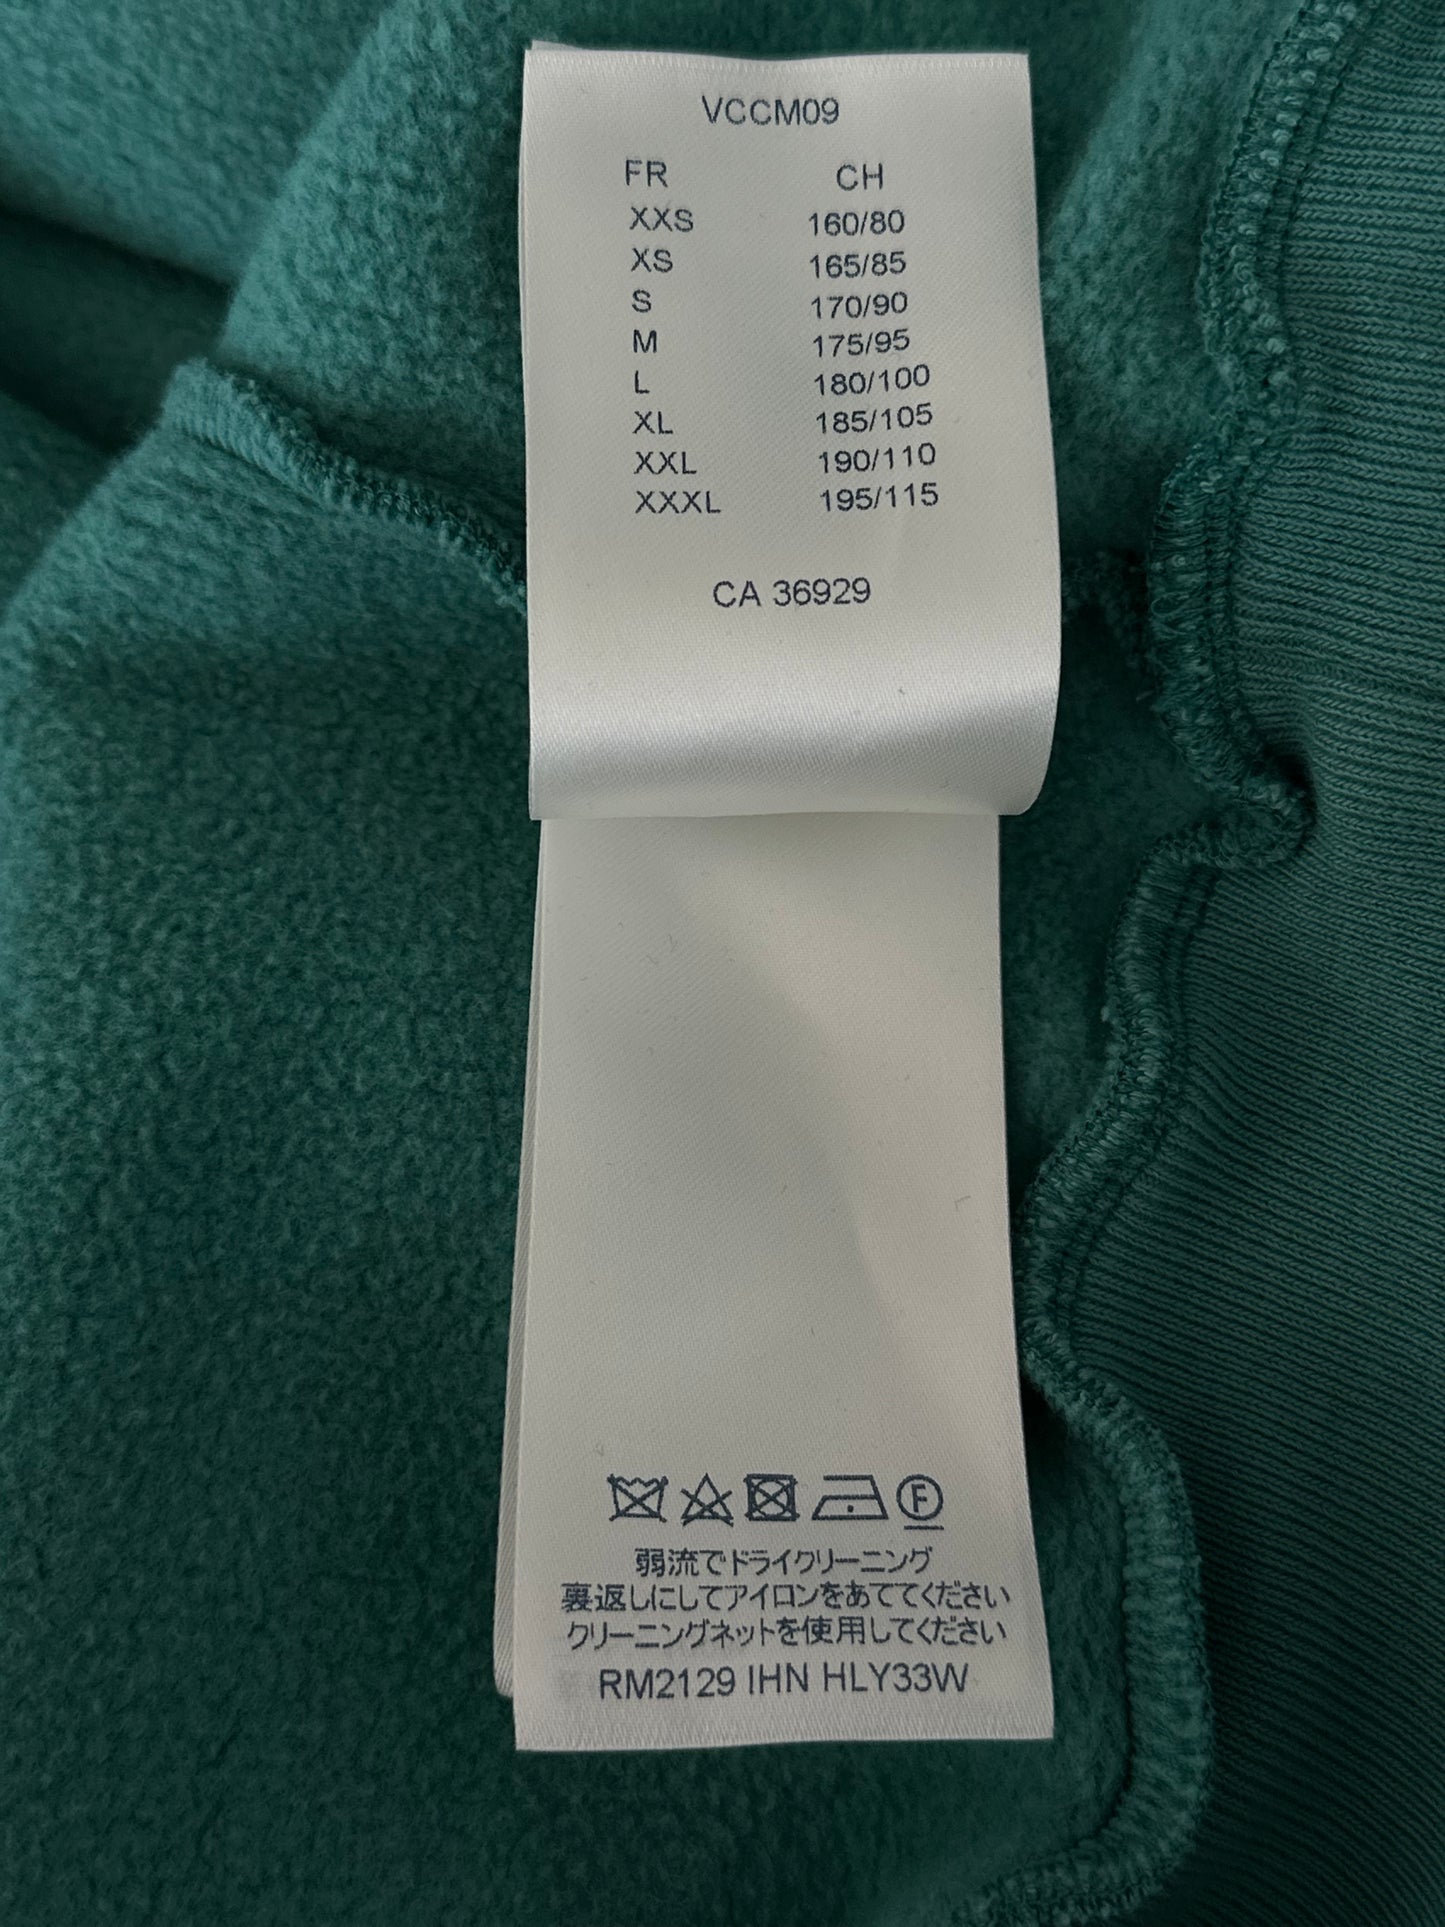 VCCM09
FR CH
XXS 160/80
XS 165/85
S 170/90
M 175/95
L 180/100
XL 185/105
XXL 190/110
XXXL 195/115
CA 36929
F
弱流でドライクリーニング
裏返しにしてアイロンをあててください
クリーニングネットを使用してください
RM2129 IHN HLY33W